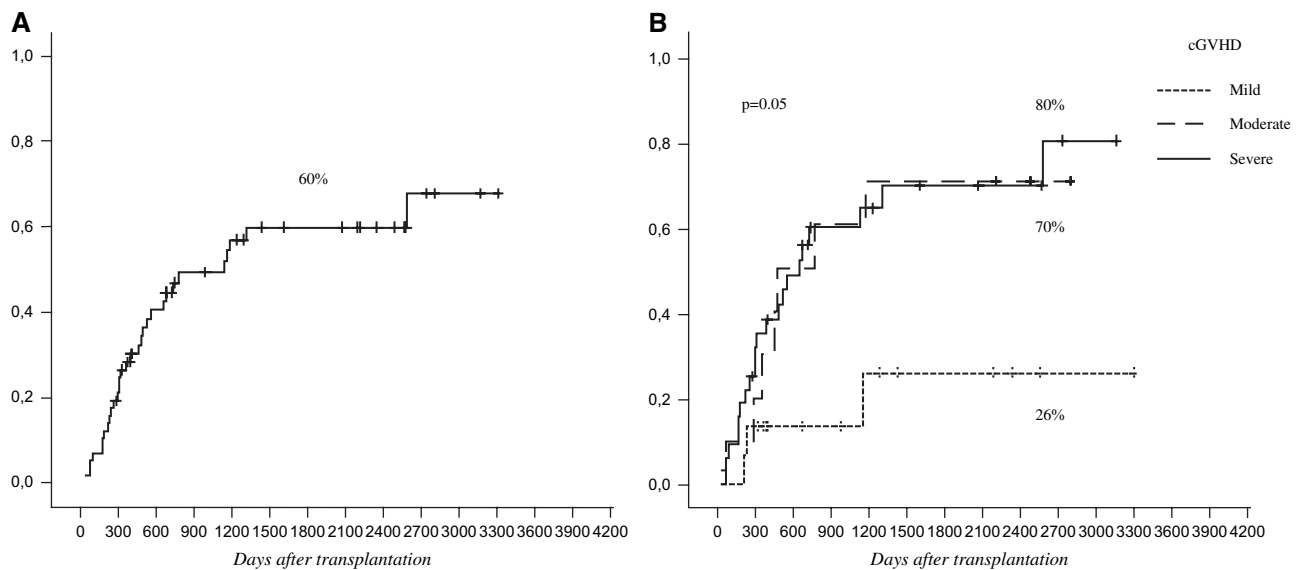 A
1,0
0,8
0,6
0,4
0,2
0,0
60%
0 300 600 900 1200 1500 1800 2100 2400 2700 3000 3300 3600 3900 4200
Days after transplantation
B
1,0
0,8
0,6
0,4
0,2
0,0
p=0.05
80%
70%
26%
cGVHD
Mild
Moderate
Severe
0 300 600 900 1200 1500 1800 2100 2400 2700 3000 3300 3600 3900 4200
Days after transplantation